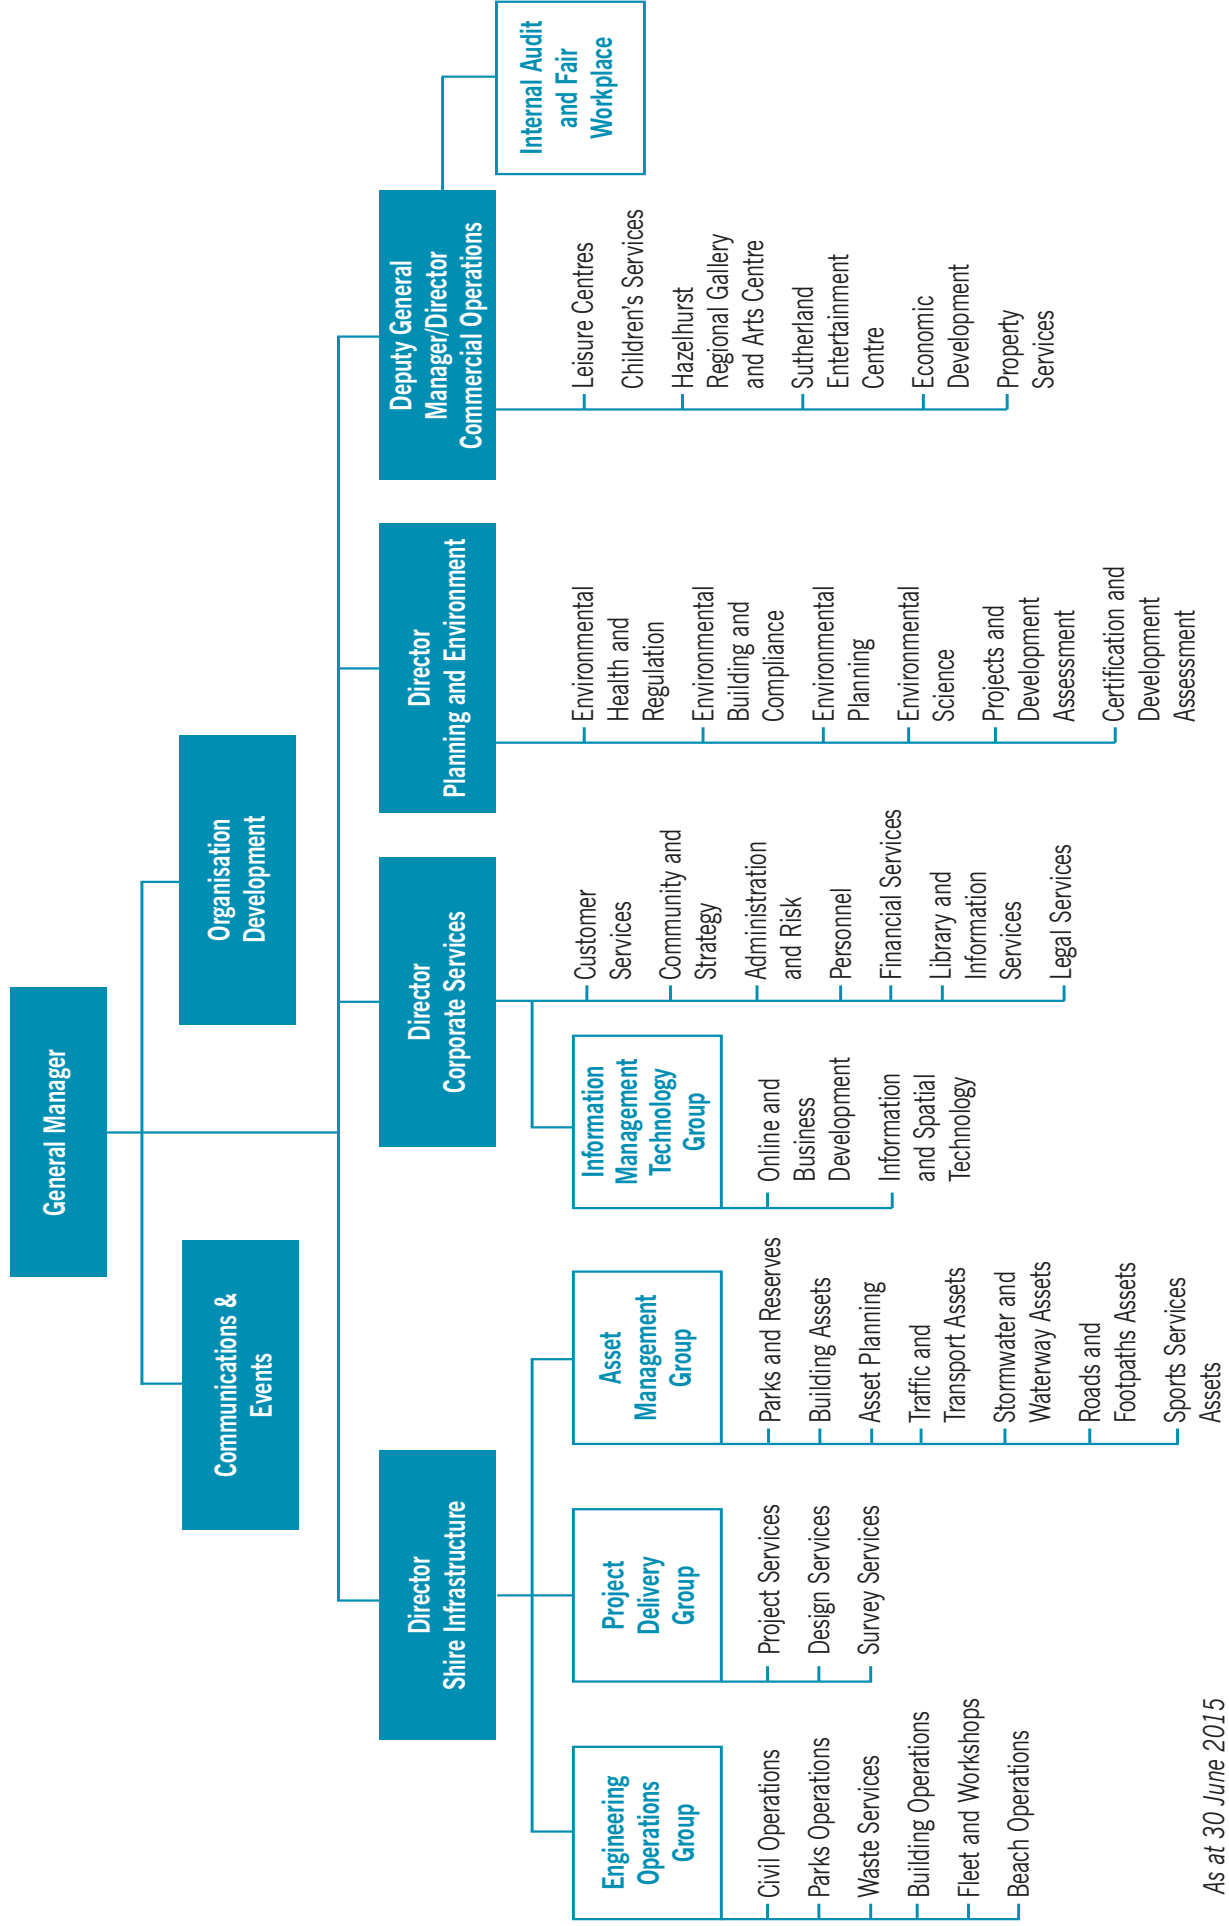 General Manager
Communications &
Events
Organisation
Development
Director
Shire Infrastructure
Director
Corporate Services
Director
Planning and Environment
Deputy General
Manager/Director
Commercial Operations
Internal Audit
and Fair
Workplace
Engineering
Operations
Group
Civil Operations
Parks Operations
Waste Services
Building Operations
Fleet and Workshops
Beach Operations
Project
Delivery
Group
Project Services
Design Services
Survey Services
Asset
Management
Group
Parks and Reserves
Building Assets
Asset Planning
Traffic and
Transport Assets
Stormwater and
Waterway Assets
Roads and
Footpaths Assets
Sports Services
Assets
Information
Management
Technology
Group
Online and
Business
Development
Information
and Spatial
Technology
Customer
Services
Community and
Strategy
Administration
and Risk
Personnel
Financial Services
Library and
Information
Services
Legal Services
Environmental
Health and
Regulation
Environmental
Building and
Compliance
Environmental
Planning
Environmental
Science
Projects and
Development
Assessment
Certification and
Development
Assessment
Leisure Centres
Children's Services
Hazelhurst
Regional Gallery
and Arts Centre
Sutherland
Entertainment
Centre
Economic
Development
Property
Services
As at 30 June 2015